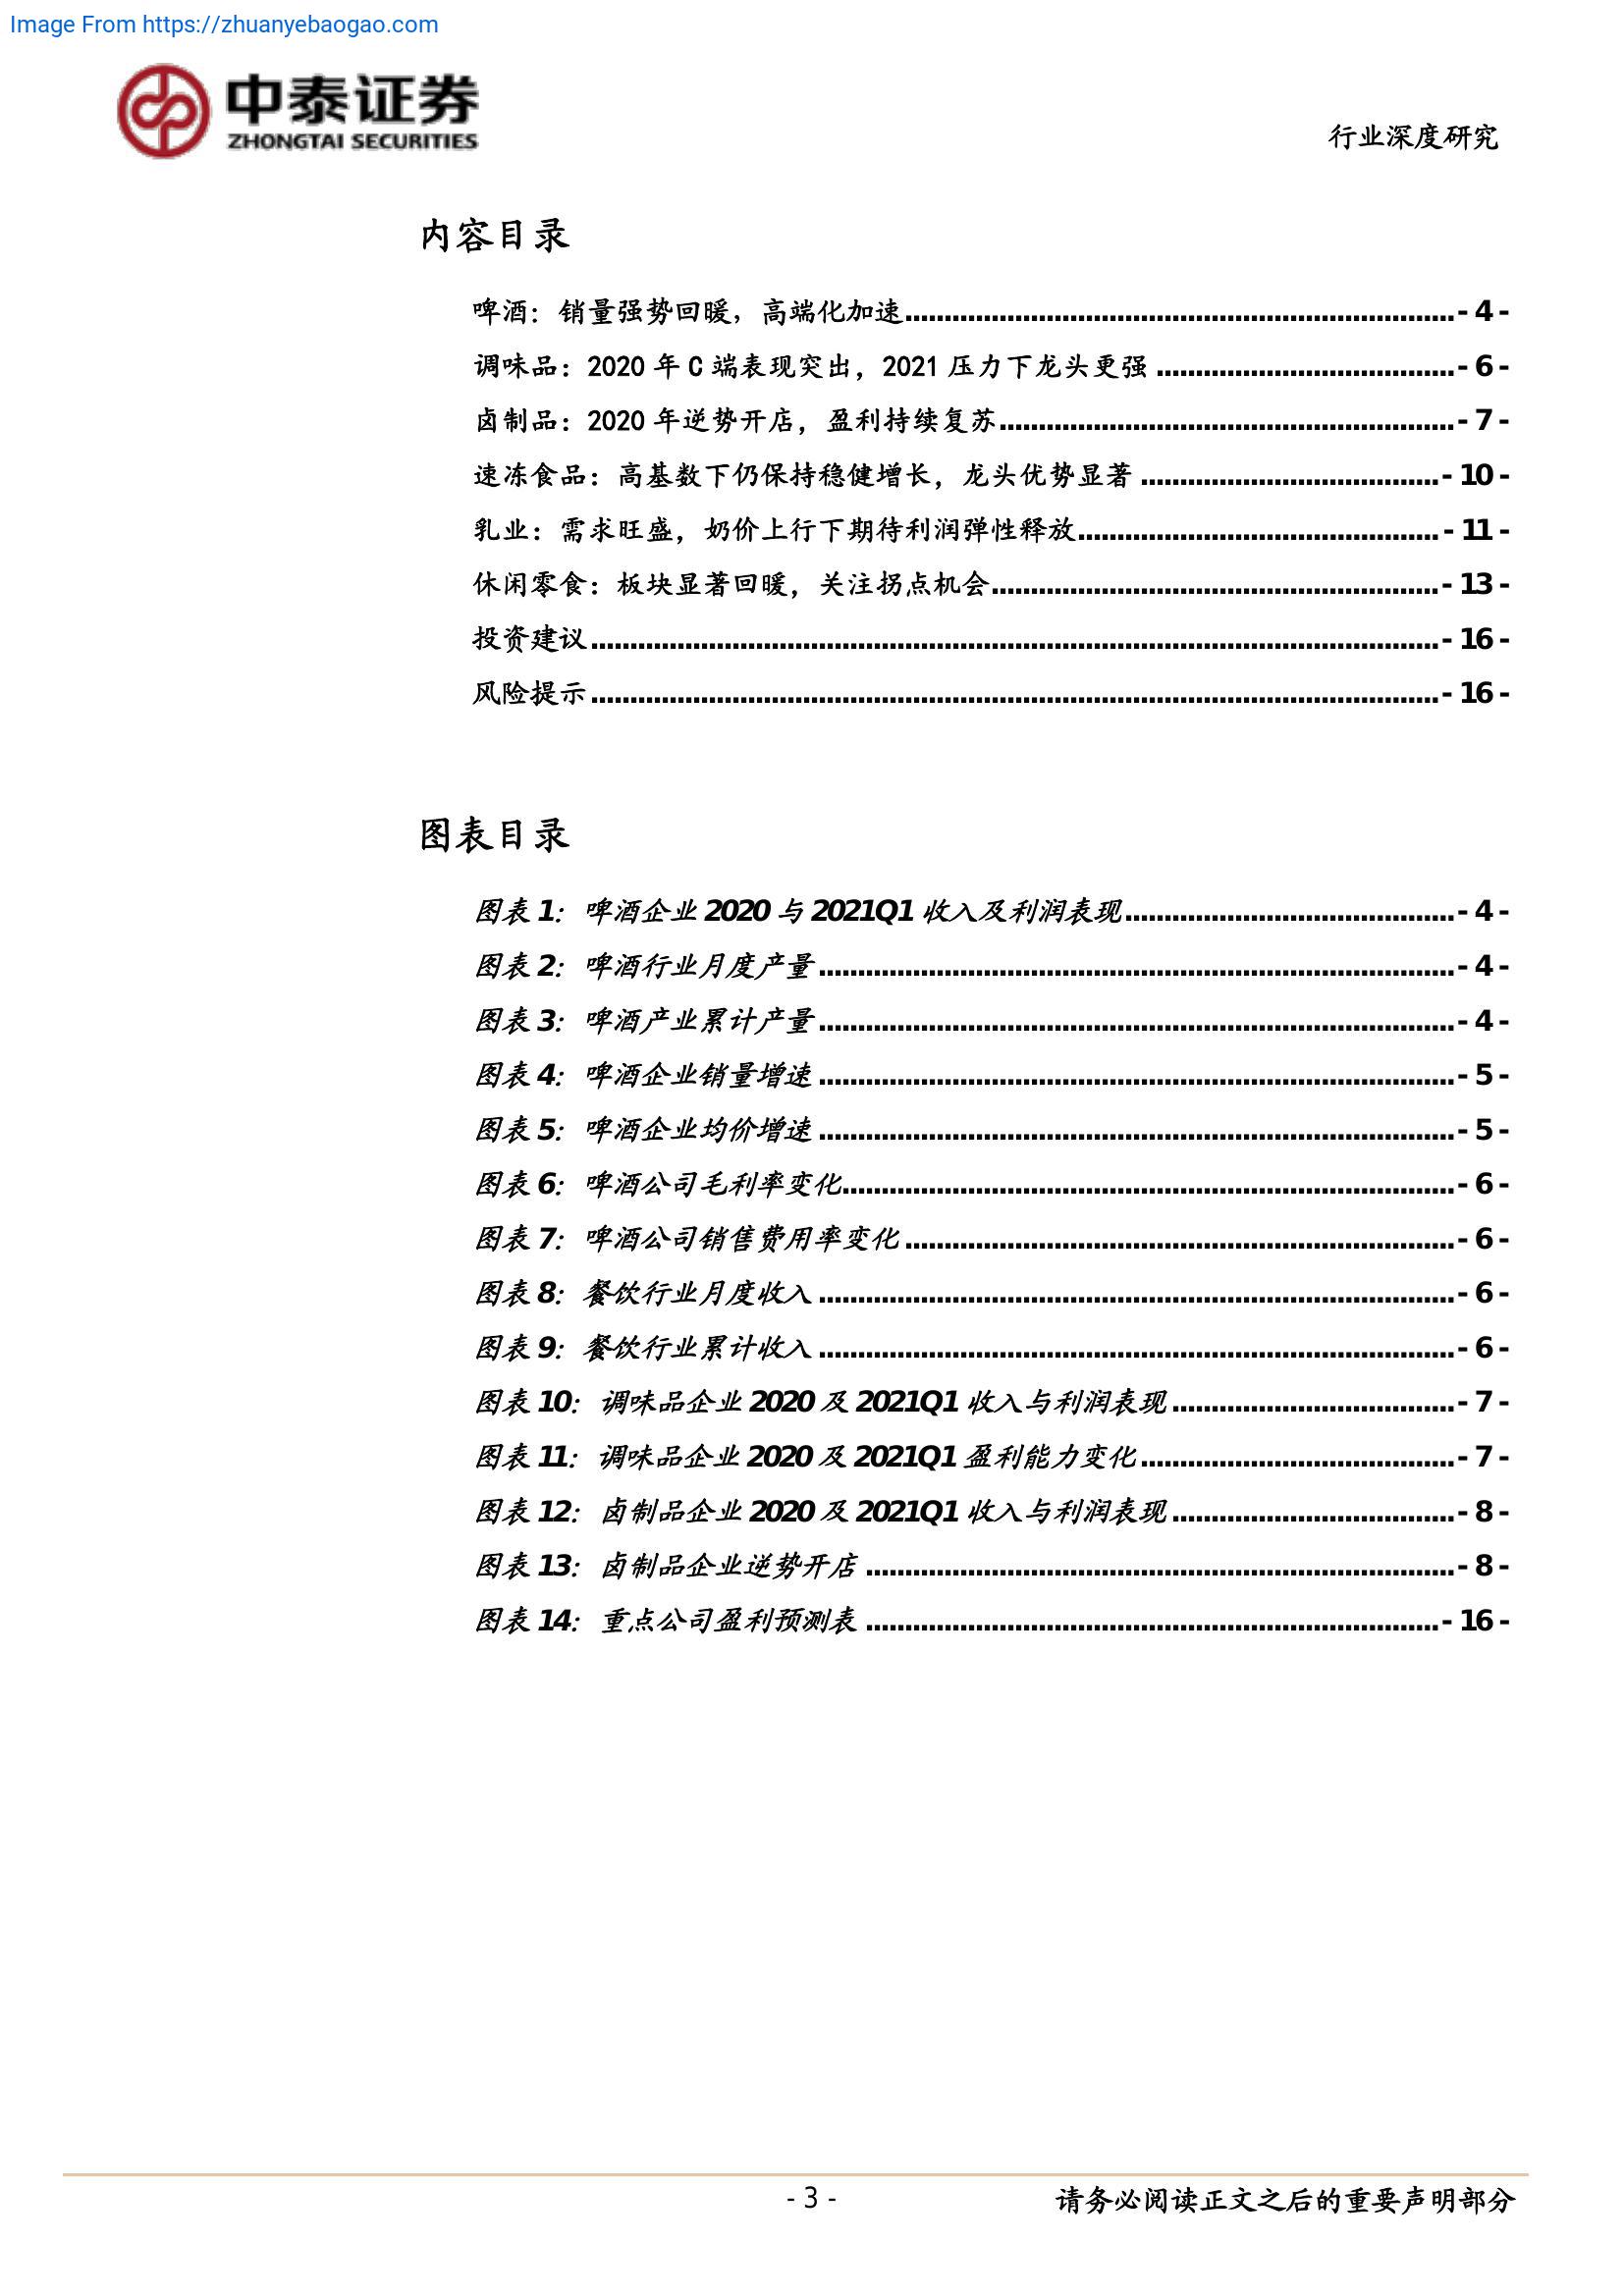 Image From https://zhuanyebaogao.com
中泰证券
ZHONGTAI SECURITIES
行业深度研究
内容目录
啤酒：销量强势回暖，高端化加速......................................................................- 4 -
调味品：2020 年 C 端表现突出，2021 压力下龙头更强 ......................................- 6 -
卤制品：2020 年逆势开店，盈利持续复苏..........................................................- 7 -
速冻食品：高基数下仍保持稳健增长，龙头优势显著 ......................................- 10 -
乳业：需求旺盛，奶价上行下期待利润弹性释放..............................................- 11 -
休闲零食：板块显著回暖，关注拐点机会.........................................................- 13 -
投资建议............................................................................................................- 16 -
风险提示............................................................................................................- 16 -
图表目录
图表 1：啤酒企业 2020 与 2021Q1 收入及利润表现..........................................- 4 -
图表 2：啤酒行业月度产量 .................................................................................- 4 -
图表 3：啤酒产业累计产量 .................................................................................- 4 -
图表 4：啤酒企业销量增速 .................................................................................- 5 -
图表 5：啤酒企业均价增速 .................................................................................- 5 -
图表 6：啤酒公司毛利率变化..............................................................................- 6 -
图表 7：啤酒公司销售费用率变化 ......................................................................- 6 -
图表 8：餐饮行业月度收入 .................................................................................- 6 -
图表 9：餐饮行业累计收入 .................................................................................- 6 -
图表 10：调味品企业 2020 及 2021Q1 收入与利润表现 ....................................- 7 -
图表 11：调味品企业 2020 及 2021Q1 盈利能力变化........................................- 7 -
图表 12：卤制品企业 2020 及 2021Q1 收入与利润表现 ....................................- 8 -
图表 13：卤制品企业逆势开店 ...........................................................................- 8 -
图表 14：重点公司盈利预测表 .........................................................................- 16 -
- 3 -
请务必阅读正文之后的重要声明部分